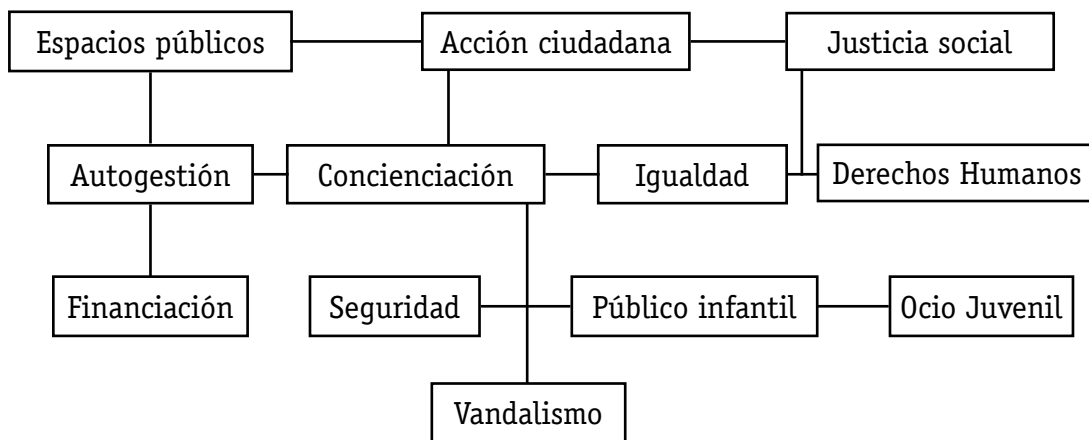 Espacios públicos
Acción ciudadana
Justicia social
Autogestión
Concienciación
Igualdad
Derechos Humanos
Financiación
Seguridad
Público infantil
Ocio Juvenil
Vandalismo